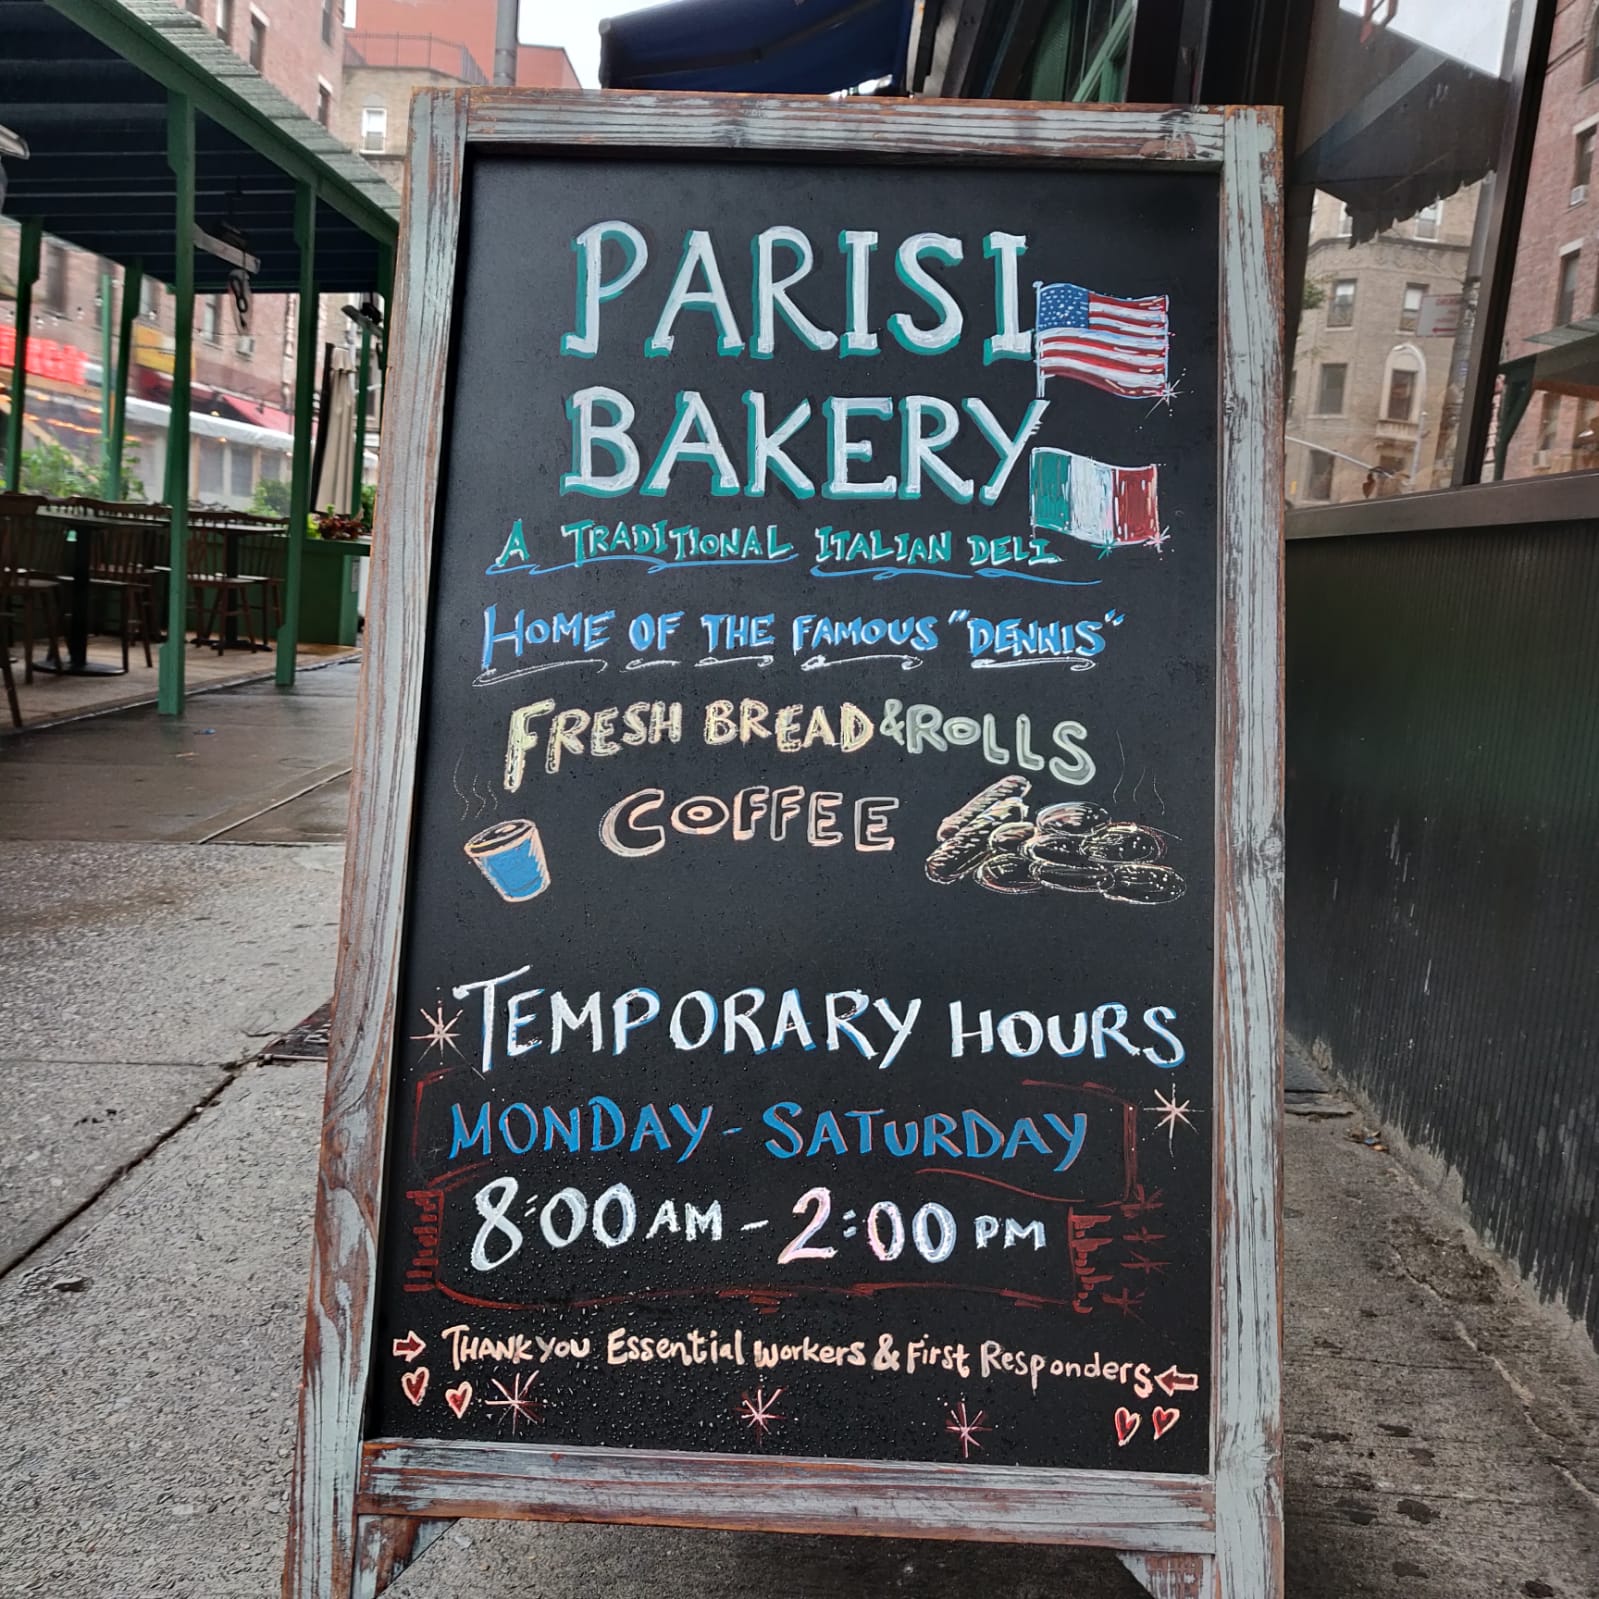 PARISI
BAKERY
A TRADITIONAL ITALIAN DELI
HOME OF THE FAMOUS "DENNIS"
FRESH BREAD & ROLLS
COFFEE
TEMPORARY HOURS
MONDAY - SATURDAY
8:00 AM - 2:00 PM
THANK YOU Essential Workers & First Responders